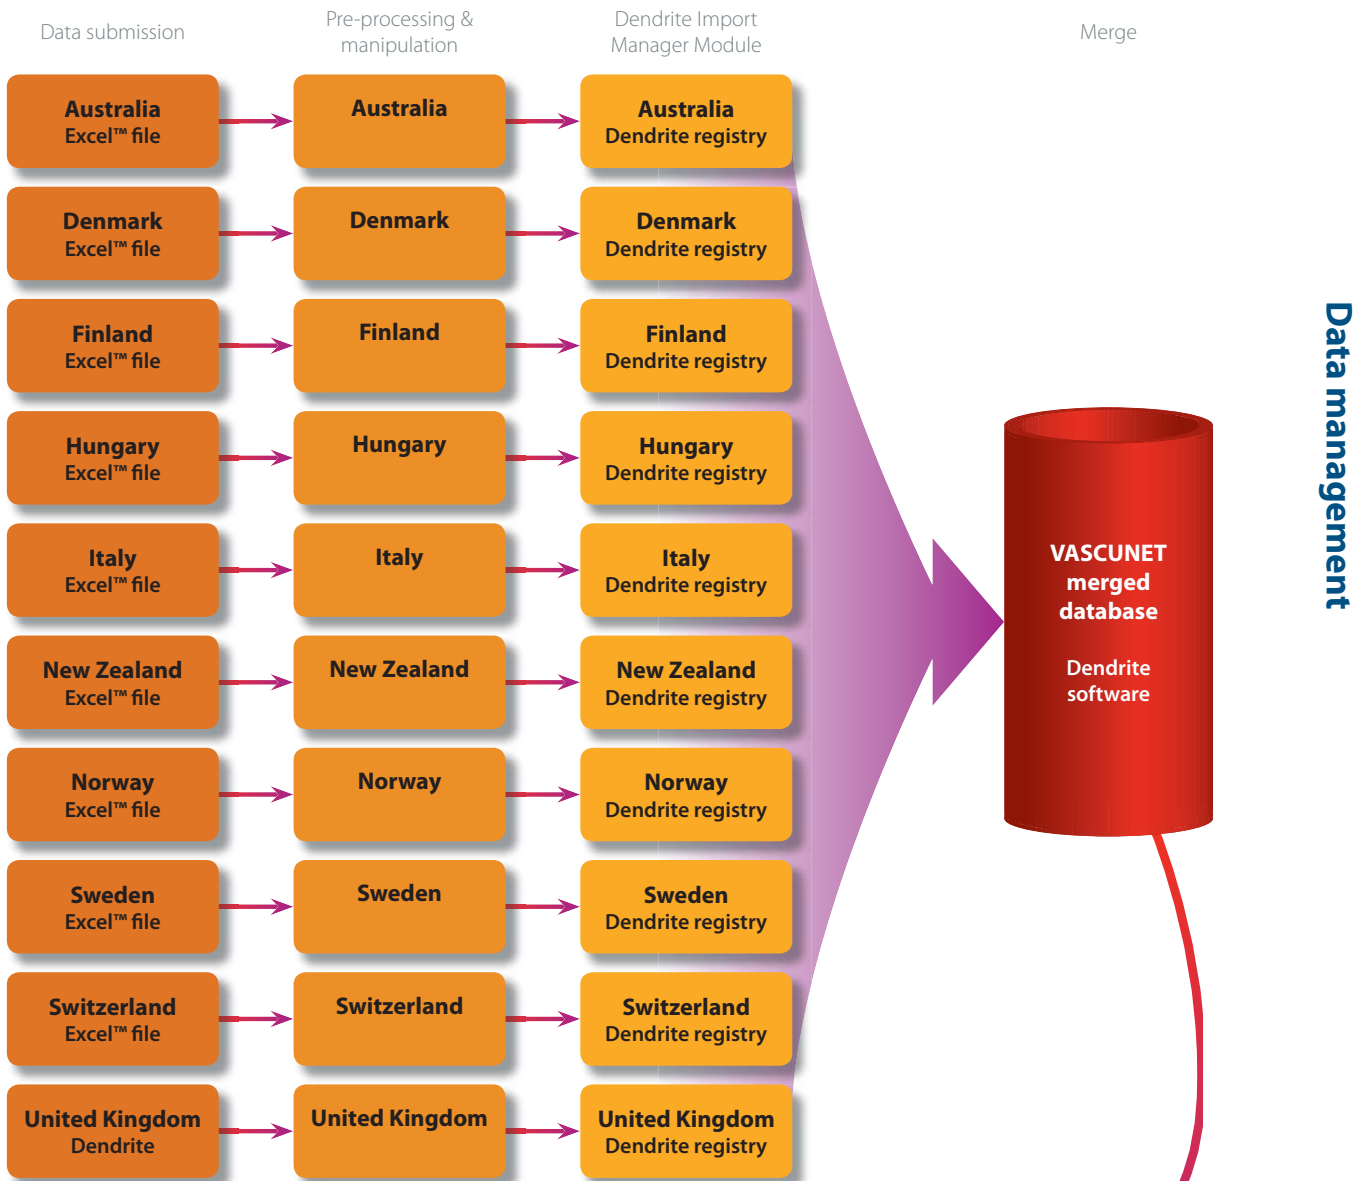 Data submission
Pre-processing &
manipulation
Dendrite Import
Manager Module
Merge
Australia
Excel™ file
Australia
Australia
Dendrite registry
Denmark
Excel™ file
Denmark
Denmark
Dendrite registry
Finland
Excel™ file
Finland
Finland
Dendrite registry
Hungary
Excel™ file
Hungary
Hungary
Dendrite registry
Italy
Excel™ file
Italy
Italy
Dendrite registry
New Zealand
Excel™ file
New Zealand
New Zealand
Dendrite registry
Norway
Excel™ file
Norway
Norway
Dendrite registry
Sweden
Excel™ file
Sweden
Sweden
Dendrite registry
Switzerland
Excel™ file
Switzerland
Switzerland
Dendrite registry
United Kingdom
Dendrite
United Kingdom
United Kingdom
Dendrite registry
VASCUNET
merged
database
Dendrite
software
Data management